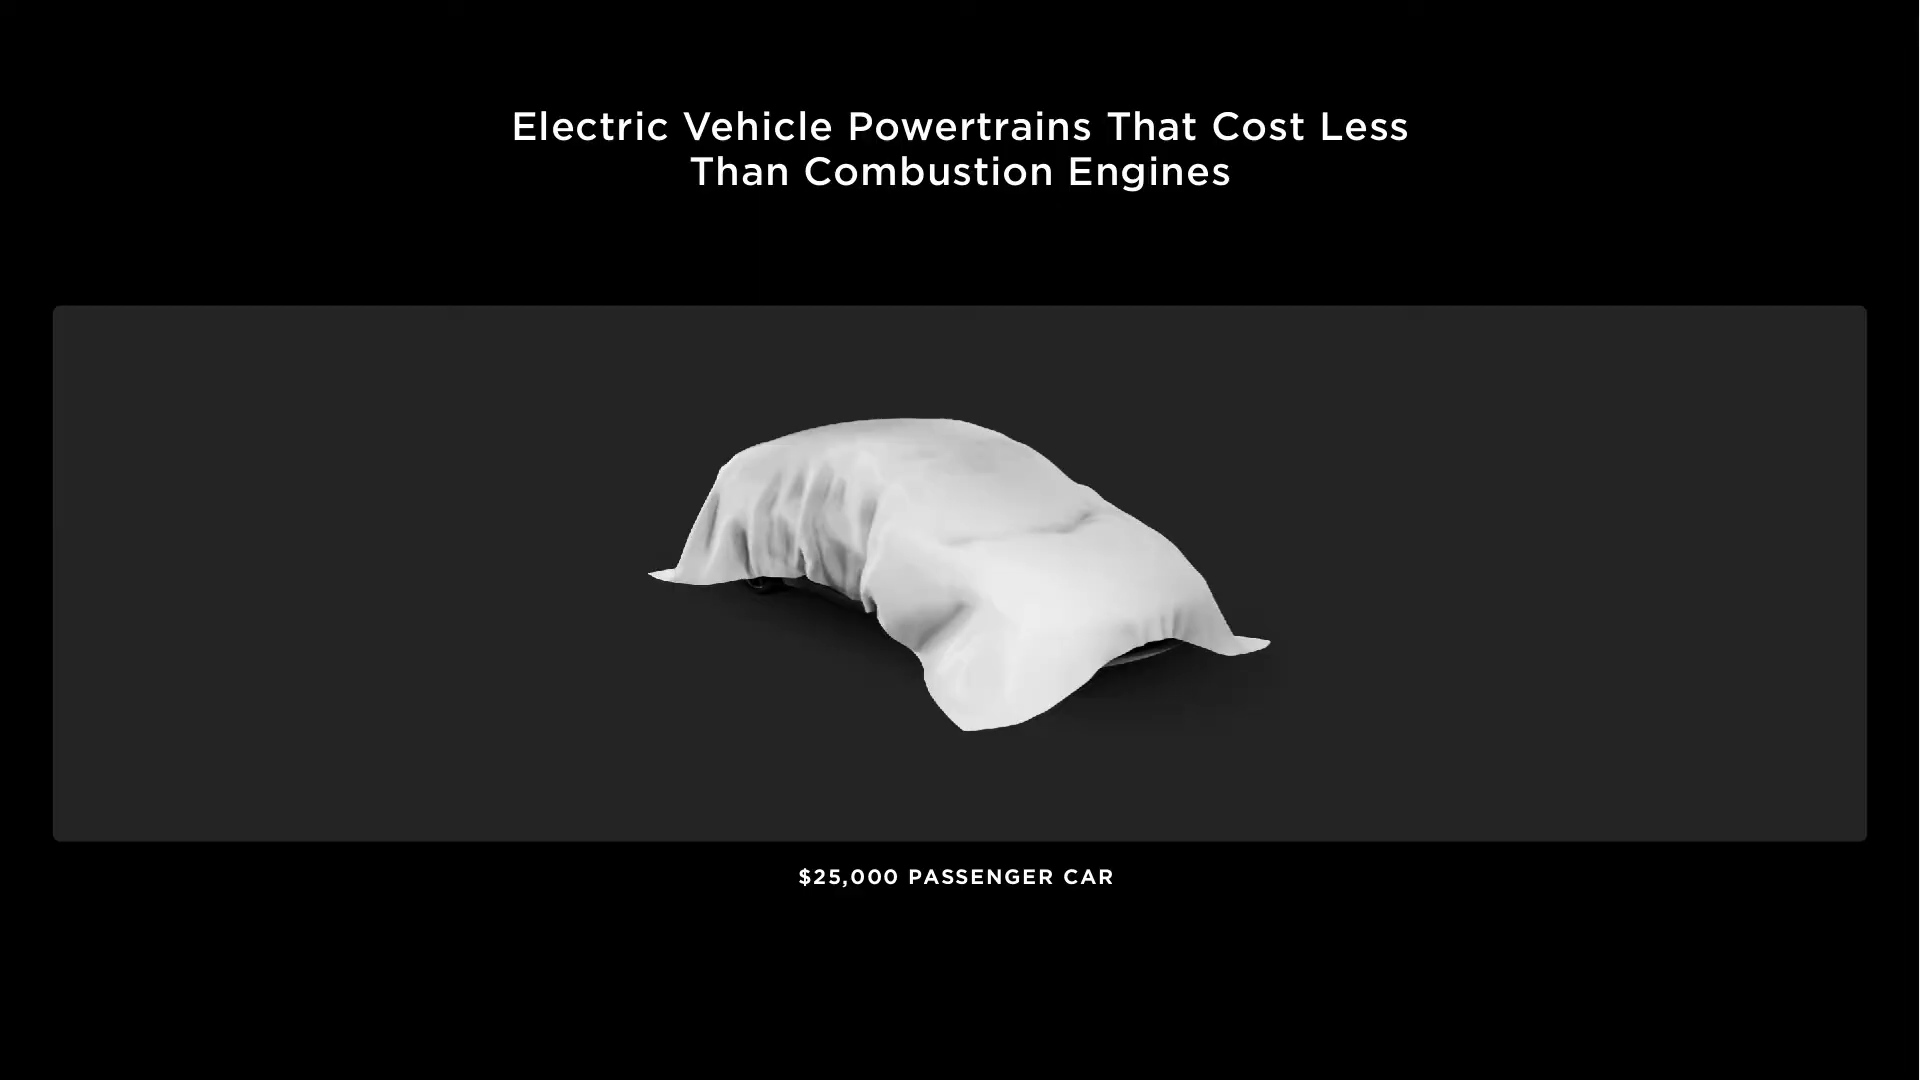 Electric Vehicle Powertrains That Cost Less
Than Combustion Engines
$25,000 PASSENGER CAR